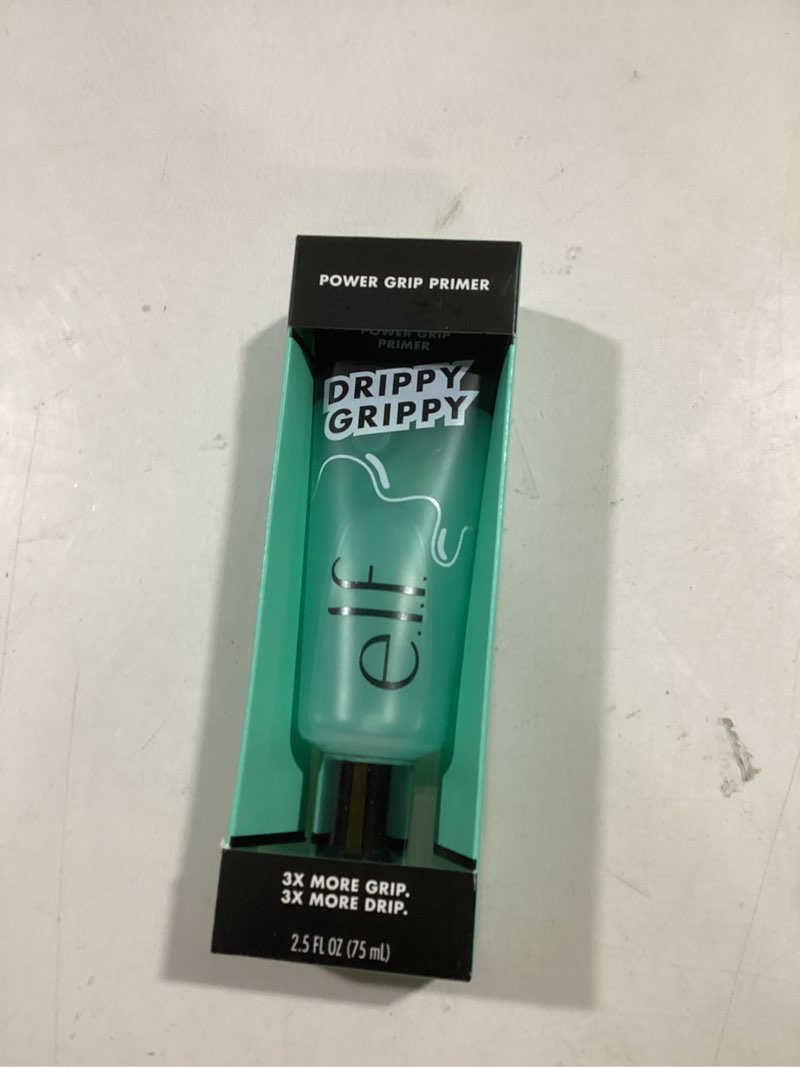 POWER GRIP PRIMER
POWER GRIP
PRIMER
DRIPPY
GRIPPY
e.l.f.
3X MORE GRIP.
3X MORE DRIP.
2.5 FL OZ (75 mL)